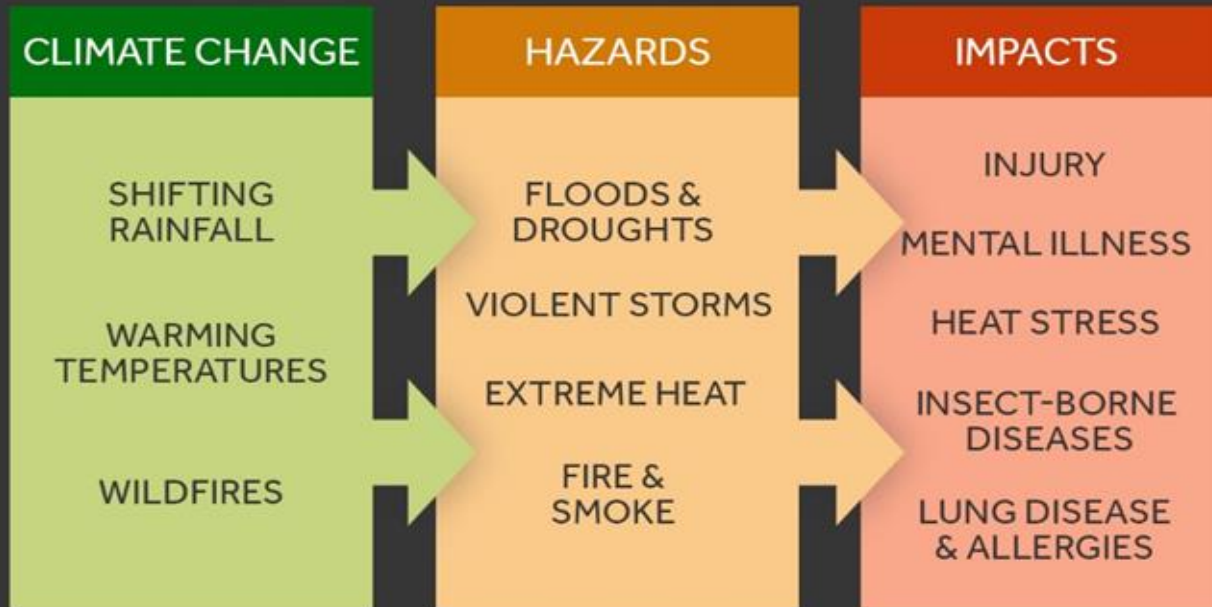 CLIMATE CHANGE
SHIFTING
RAINFALL
WARMING
TEMPERATURES
WILDFIRES
HAZARDS
FLOODS &
DROUGHTS
VIOLENT STORMS
EXTREME HEAT
FIRE &
SMOKE
IMPACTS
INJURY
MENTAL ILLNESS
HEAT STRESS
INSECT-BORNE
DISEASES
LUNG DISEASE
& ALLERGIES